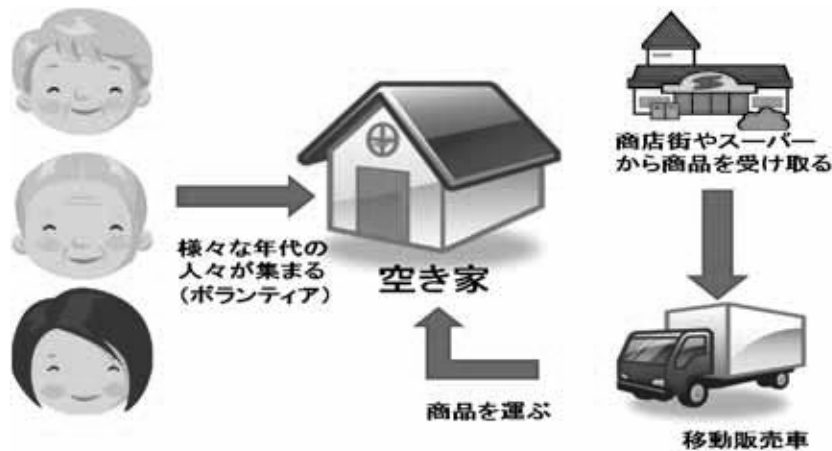 商店街やスーパー
から商品を受け取る
様々な年代の
人々が集まる
(ボランティア)
空き家
商品を運ぶ
移動販売車